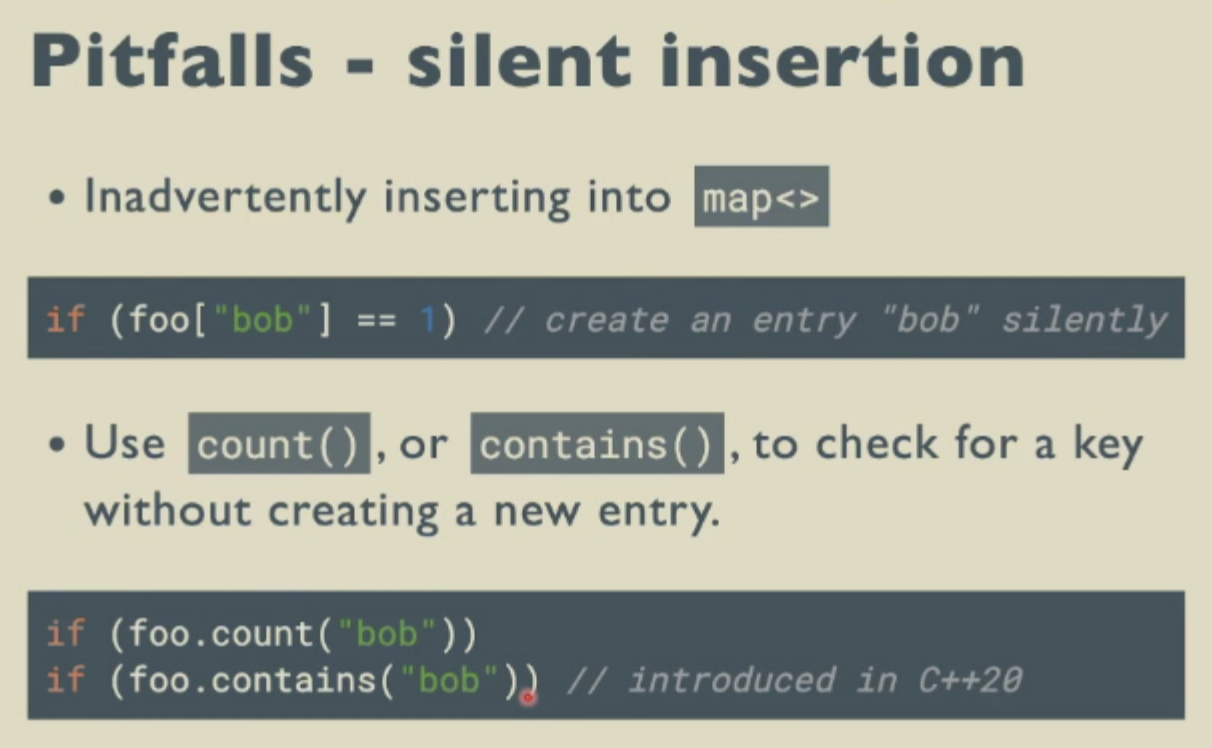 Pitfalls - silent insertion
• Inadvertently inserting into map<>
if (foo["bob"] == 1) // create an entry "bob" silently
• Use count(), or contains(), to check for a key
without creating a new entry.
if (foo.count("bob"))
if (foo.contains("bob")) // introduced in C++20